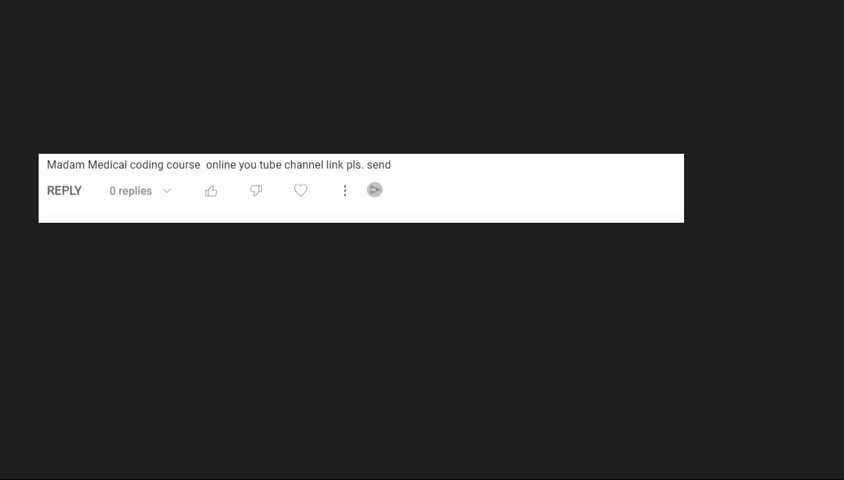 Madam Medical coding course  online you tube channel link pls. send
REPLY 0 replies